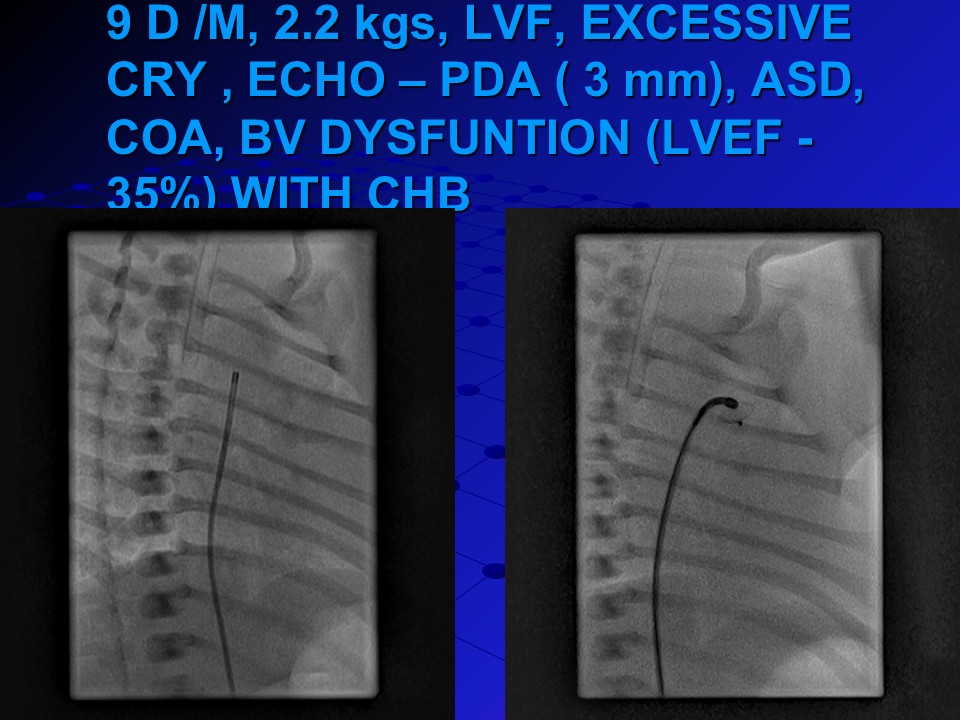 9 D /M, 2.2 kgs, LVF, EXCESSIVE
CRY , ECHO – PDA ( 3 mm), ASD,
COA, BV DYSFUNTION (LVEF -
35%) WITH CHB